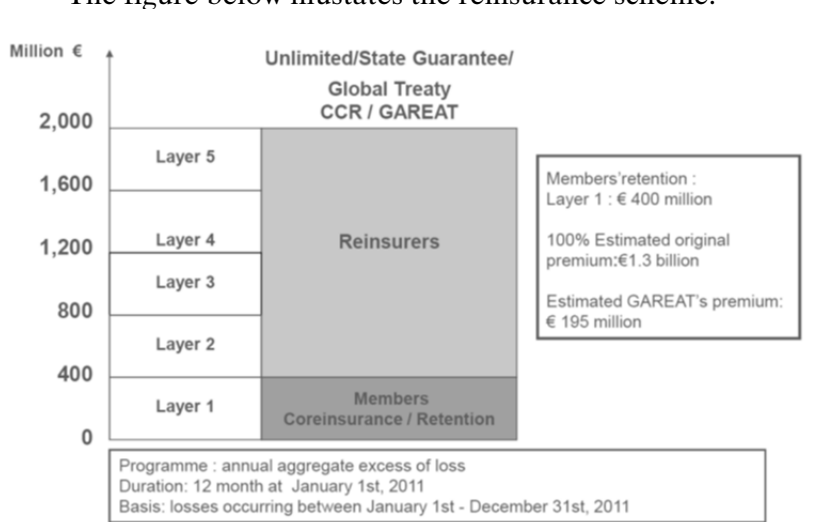 The figure below illustrates the reinsurance scheme.
Million €
Unlimited/State Guarantee/
Global Treaty
CCR / GAREAT
2,000
Layer 5
1,600
Layer 4
1,200
Reinsurers
Layer 3
800
Layer 2
400
Layer 1
Members
Coreinsurance / Retention
0
Members'retention :
Layer 1 : € 400 million
100% Estimated original
premium:€1.3 billion
Estimated GAREAT's premium:
€ 195 million
Programme : annual aggregate excess of loss
Duration: 12 month at January 1st, 2011
Basis: losses occurring between January 1st - December 31st, 2011